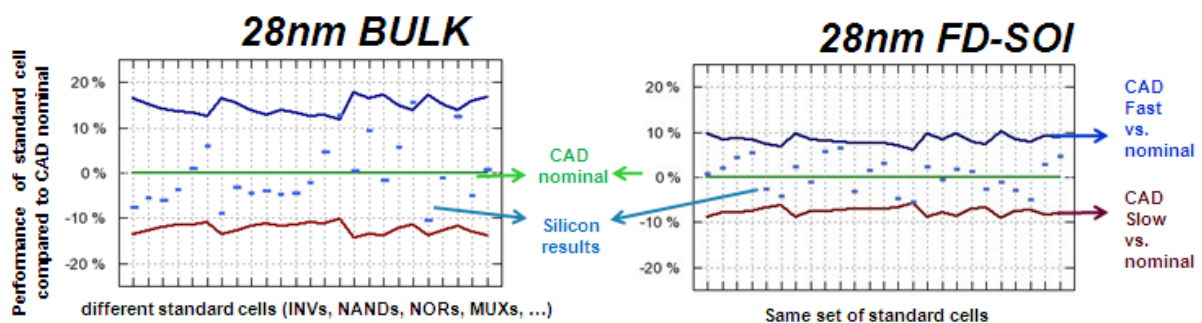 28nm BULK
28nm FD-SOI
Performance of standard cell
compared to CAD nominal
20 %
10 %
0 %
-10 %
-20 %
20 %
10 %
0 %
-10 %
-20 %
CAD
nominal
Silicon
results
CAD
Fast
vs.
nominal
CAD
Slow
vs.
nominal
different standard cells (INVs, NANDs, NORs, MUXs, ...)
Same set of standard cells